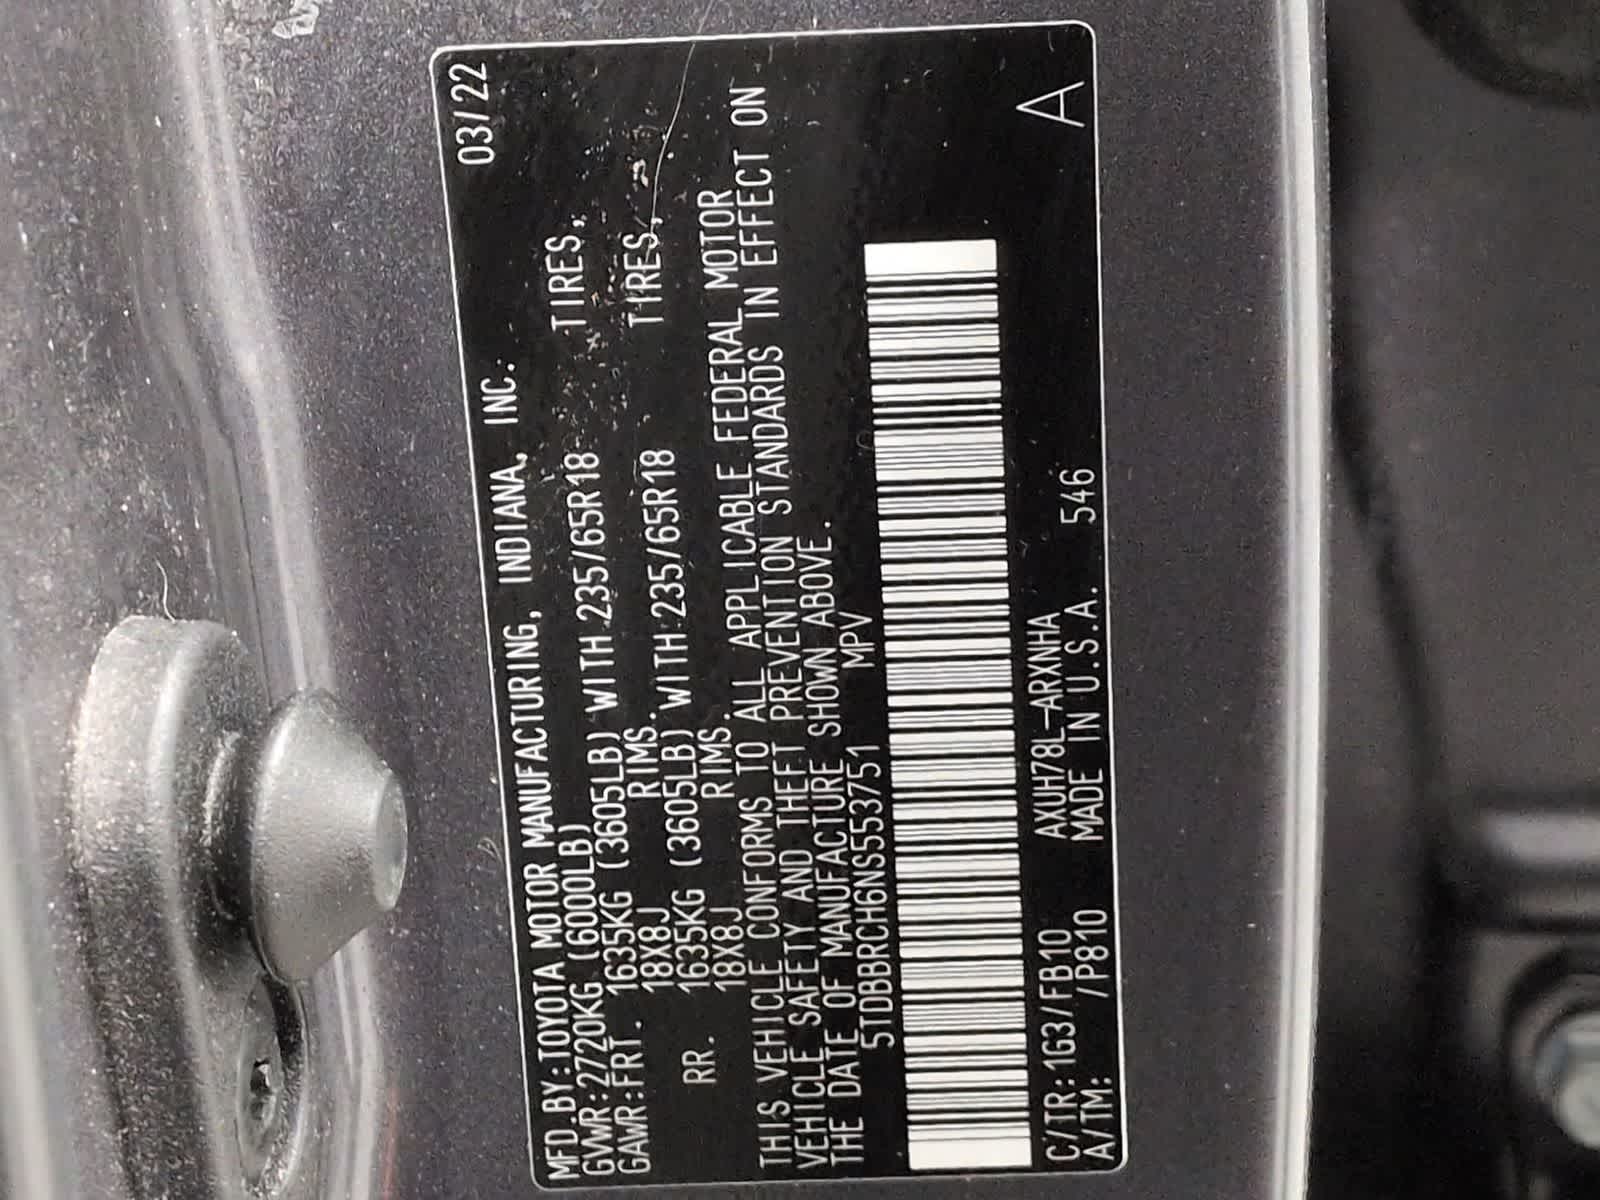 03/22
MFD.BY:TOYOTA MOTOR MANUFACTURING, INDIANA, INC.
GVWR:2720KG (6000LB)
GAWR:FRT. 1635KG (3605LB) WITH 235/65R18 TIRES,
18X8J RIMS.
RR. 1635KG (3605LB) WITH 235/65R18 TIRES,
18X8J RIMS.
THIS VEHICLE CONFORMS TO ALL APPLICABLE FEDERAL MOTOR
VEHICLE SAFETY AND THEFT PREVENTION STANDARDS IN EFFECT ON
THE DATE OF MANUFACTURE SHOWN ABOVE.
5TDBBRCH6NS553751 MPV
C/TR:1G3/FB10 AXUH78L-ARXNHA
A/TM: /P810 MADE IN U.S.A. 546
A